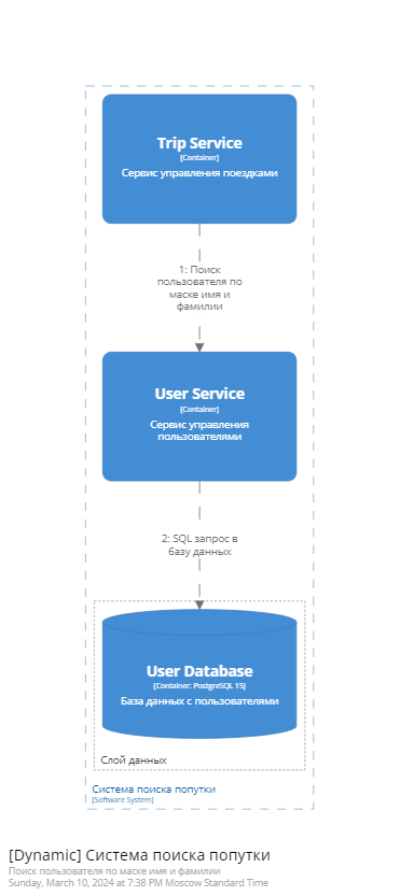 Trip Service
[Container]
Сервис управления поездками
1: Поиск
пользователя по
маске имя и
фамилии
User Service
[Container]
Сервис управления
пользователями
2: SQL запрос в
базу данных
User Database
[Container: PostgreSQL 15]
База данных с пользователями
Слой данных
Система поиска попутки
[Software System]
[Dynamic] Система поиска попутки
Поиск пользователя по маске имя и фамилии
Sunday, March 10, 2024 at 7:38 PM Moscow Standard Time